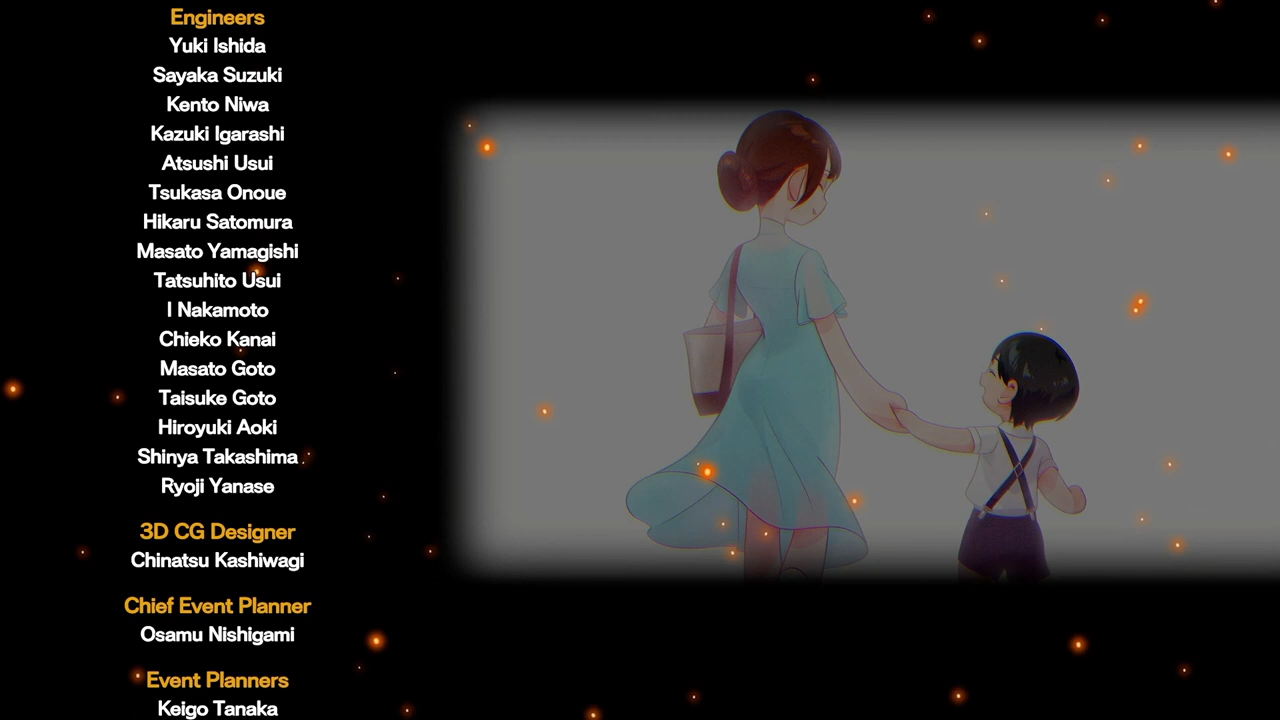 Engineers
Yuki Ishida
Sayaka Suzuki
Kento Niwa
Kazuki Igarashi
Atsushi Usui
Tsukasa Onoue
Hikaru Satomura
Masato Yamagishi
Tatsuhito Usui
I Nakamoto
Chieko Kanai
Masato Goto
Taisuke Goto
Hiroyuki Aoki
Shinya Takashima
Ryoji Yanase
3D CG Designer
Chinatsu Kashiwagi
Chief Event Planner
Osamu Nishigami
Event Planners
Keigo Tanaka